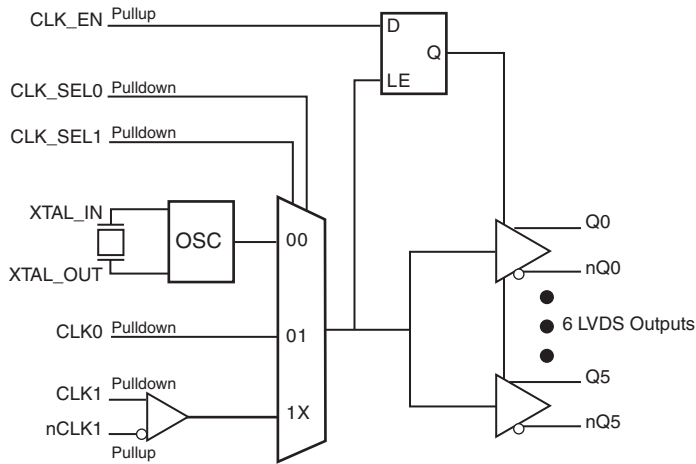 CLK_EN Pullup
D
Q
LE
CLK_SEL0 Pulldown
CLK_SEL1 Pulldown
XTAL_IN
OSC
XTAL_OUT
00
CLK0 Pulldown
01
CLK1 Pulldown
nCLK1
Pullup
1X
Q0
nQ0
6 LVDS Outputs
Q5
nQ5